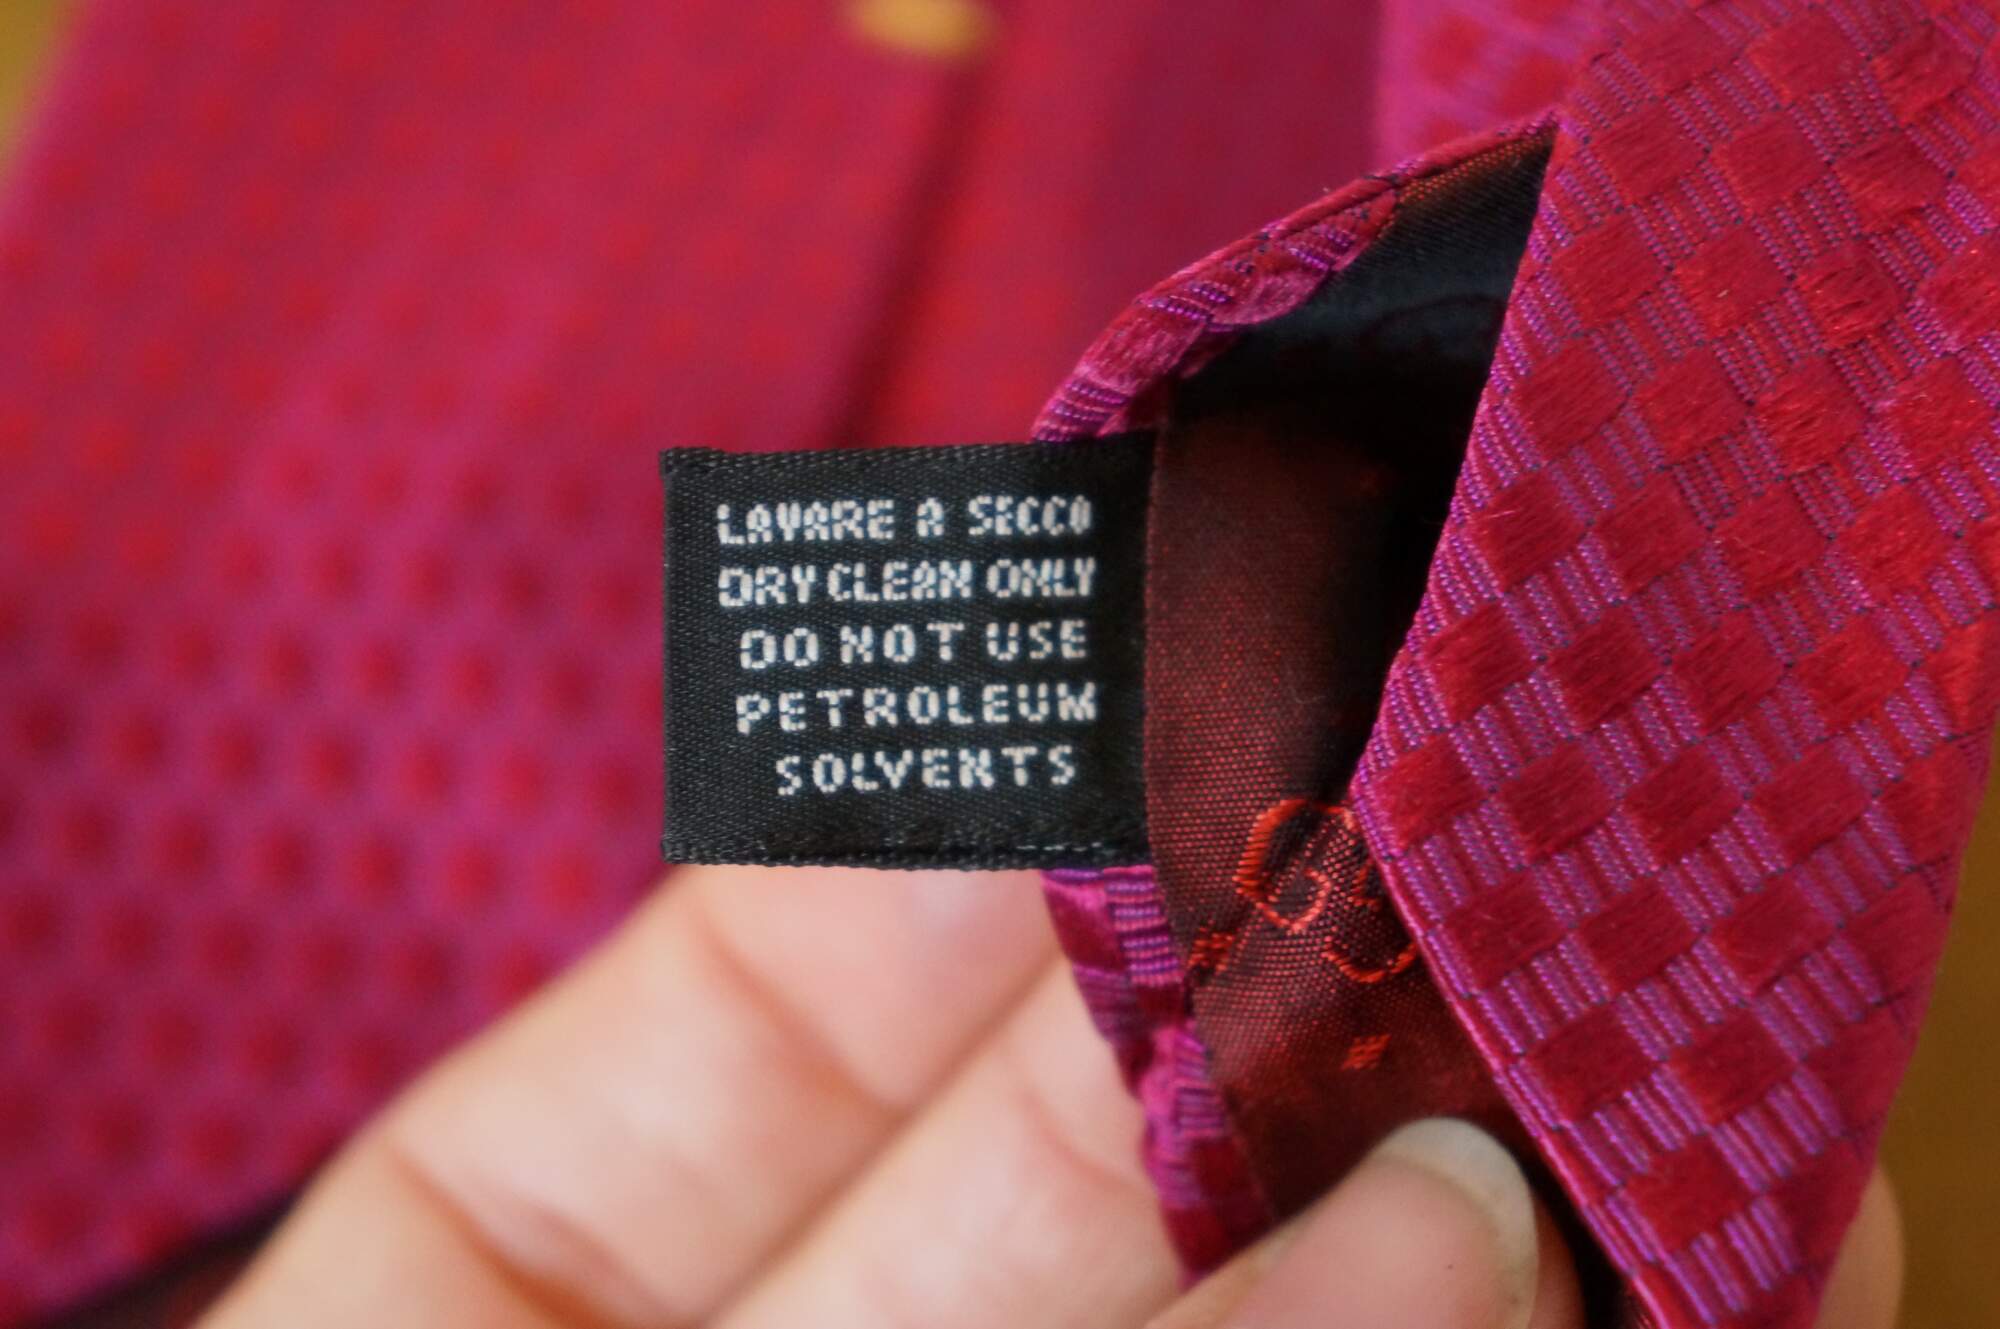 LAVARE A SECCO
DRY CLEAN ONLY
DO NOT USE
PETROLEUM
SOLVENTS